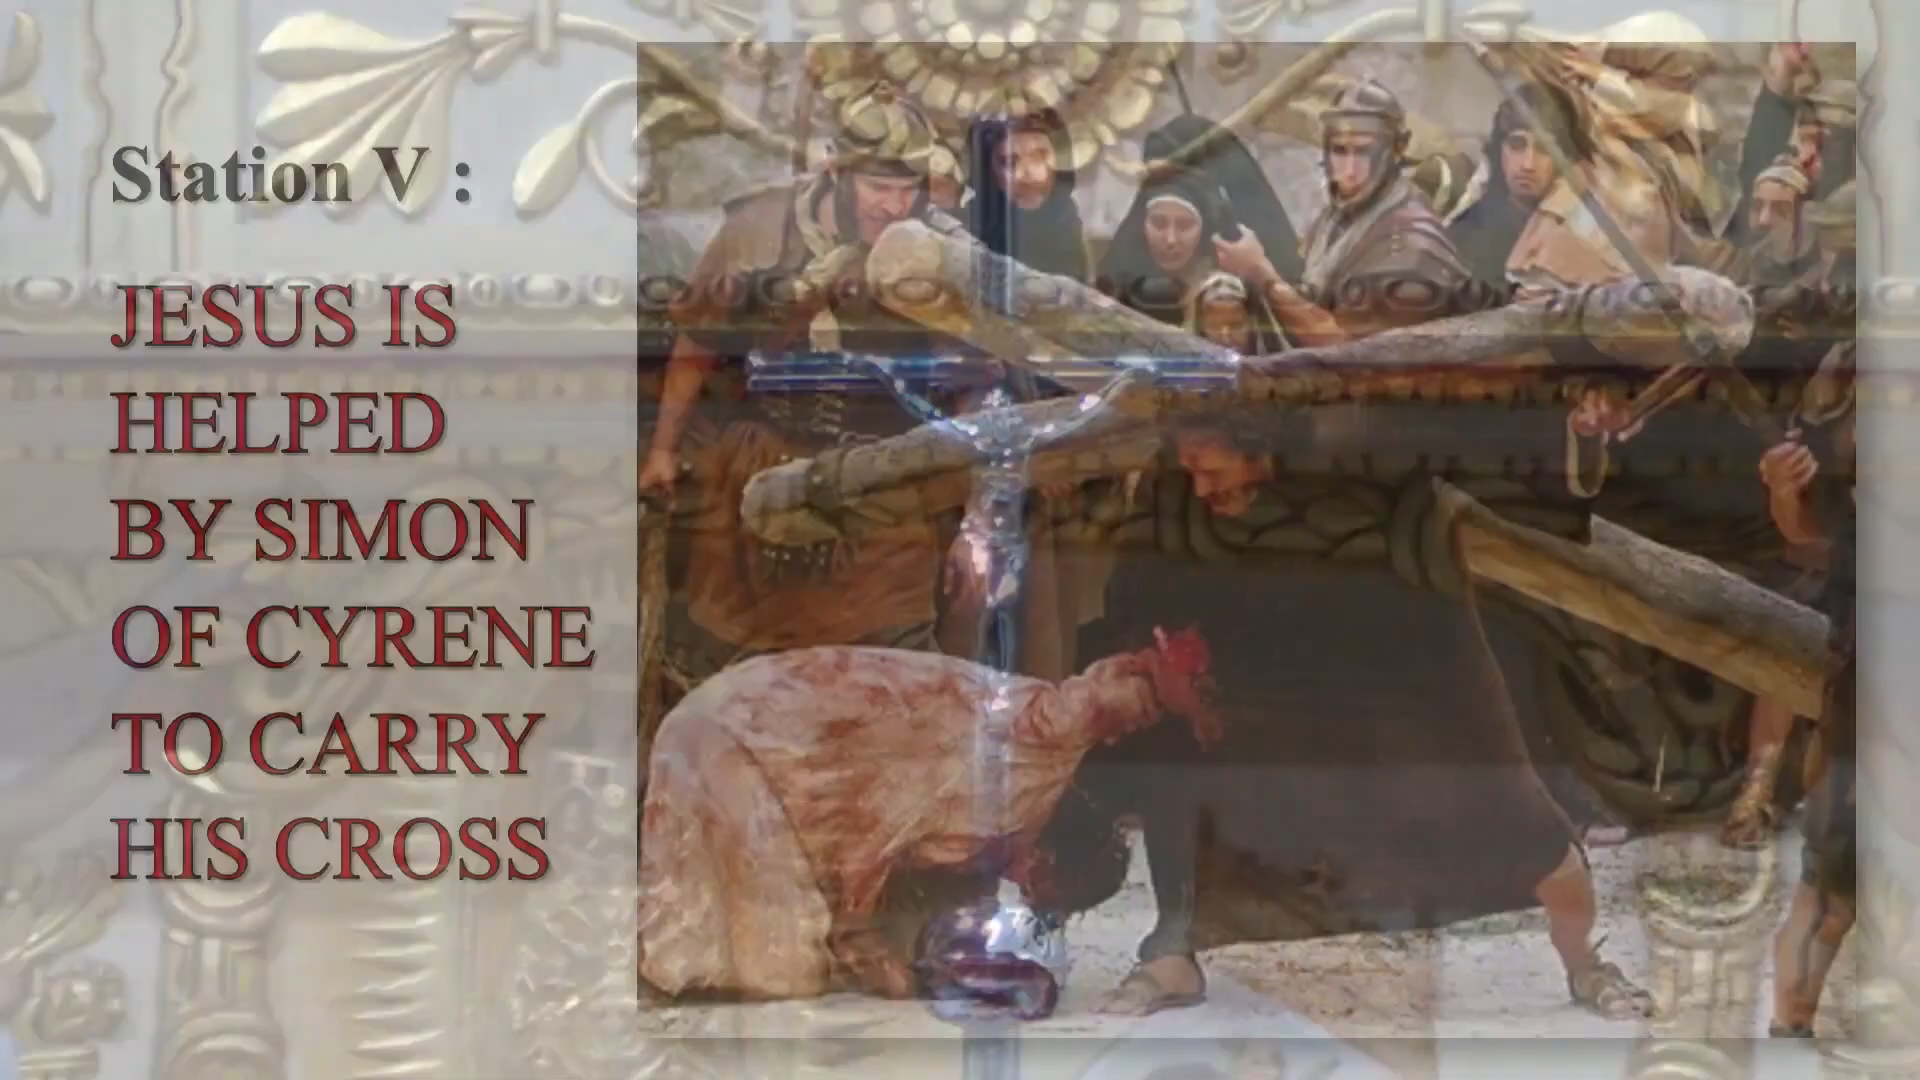 Station V :
JESUS IS
HELPED
BY SIMON
OF CYRENE
TO CARRY
HIS CROSS